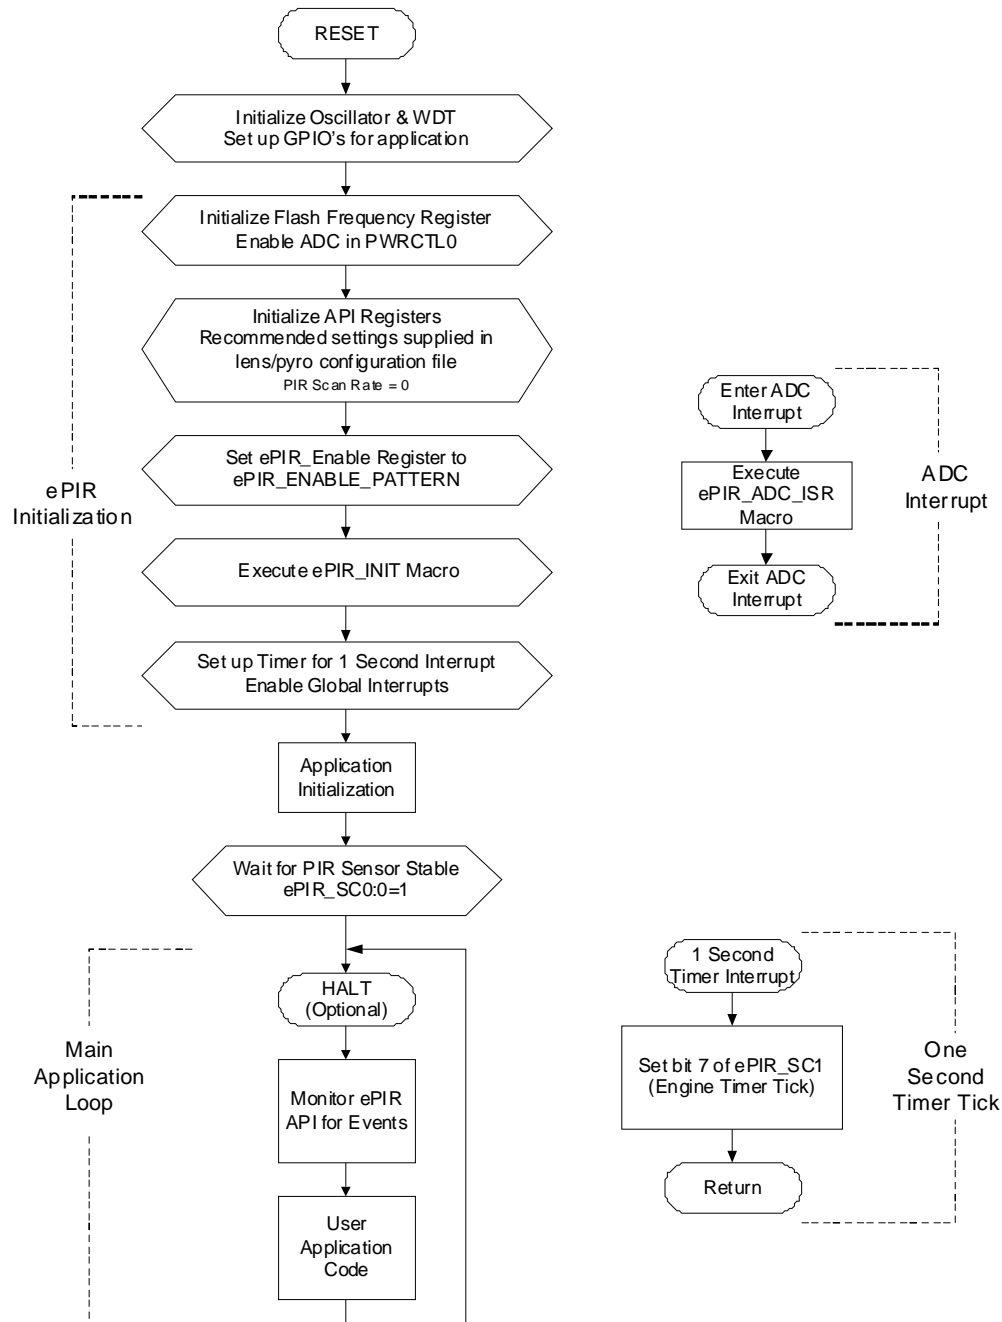 RESET
Initialize Oscillator & WDT
Set up GPIO's for application
Initialize Flash Frequency Register
Enable ADC in PWRCTL0
Initialize API Registers
Recommended settings supplied in
lens/pyro configuration file
PIR Scan Rate = 0
Set ePIR_Enable Register to
ePIR_ENABLE_PATTERN
Execute ePIR_INIT Macro
Set up Timer for 1 Second Interrupt
Enable Global Interrupts
ePIR
Initialization
Application
Initialization
Wait for PIR Sensor Stable
ePIR_SC0:0=1
HALT
(Optional)
Monitor ePIR
API for Events
User
Application
Code
Main
Application
Loop
Enter ADC
Interrupt
Execute
ePIR_ADC_ISR
Macro
Exit ADC
Interrupt
ADC
Interrupt
1 Second
Timer Interrupt
Set bit 7 of ePIR_SC1
(Engine Timer Tick)
Return
One
Second
Timer Tick